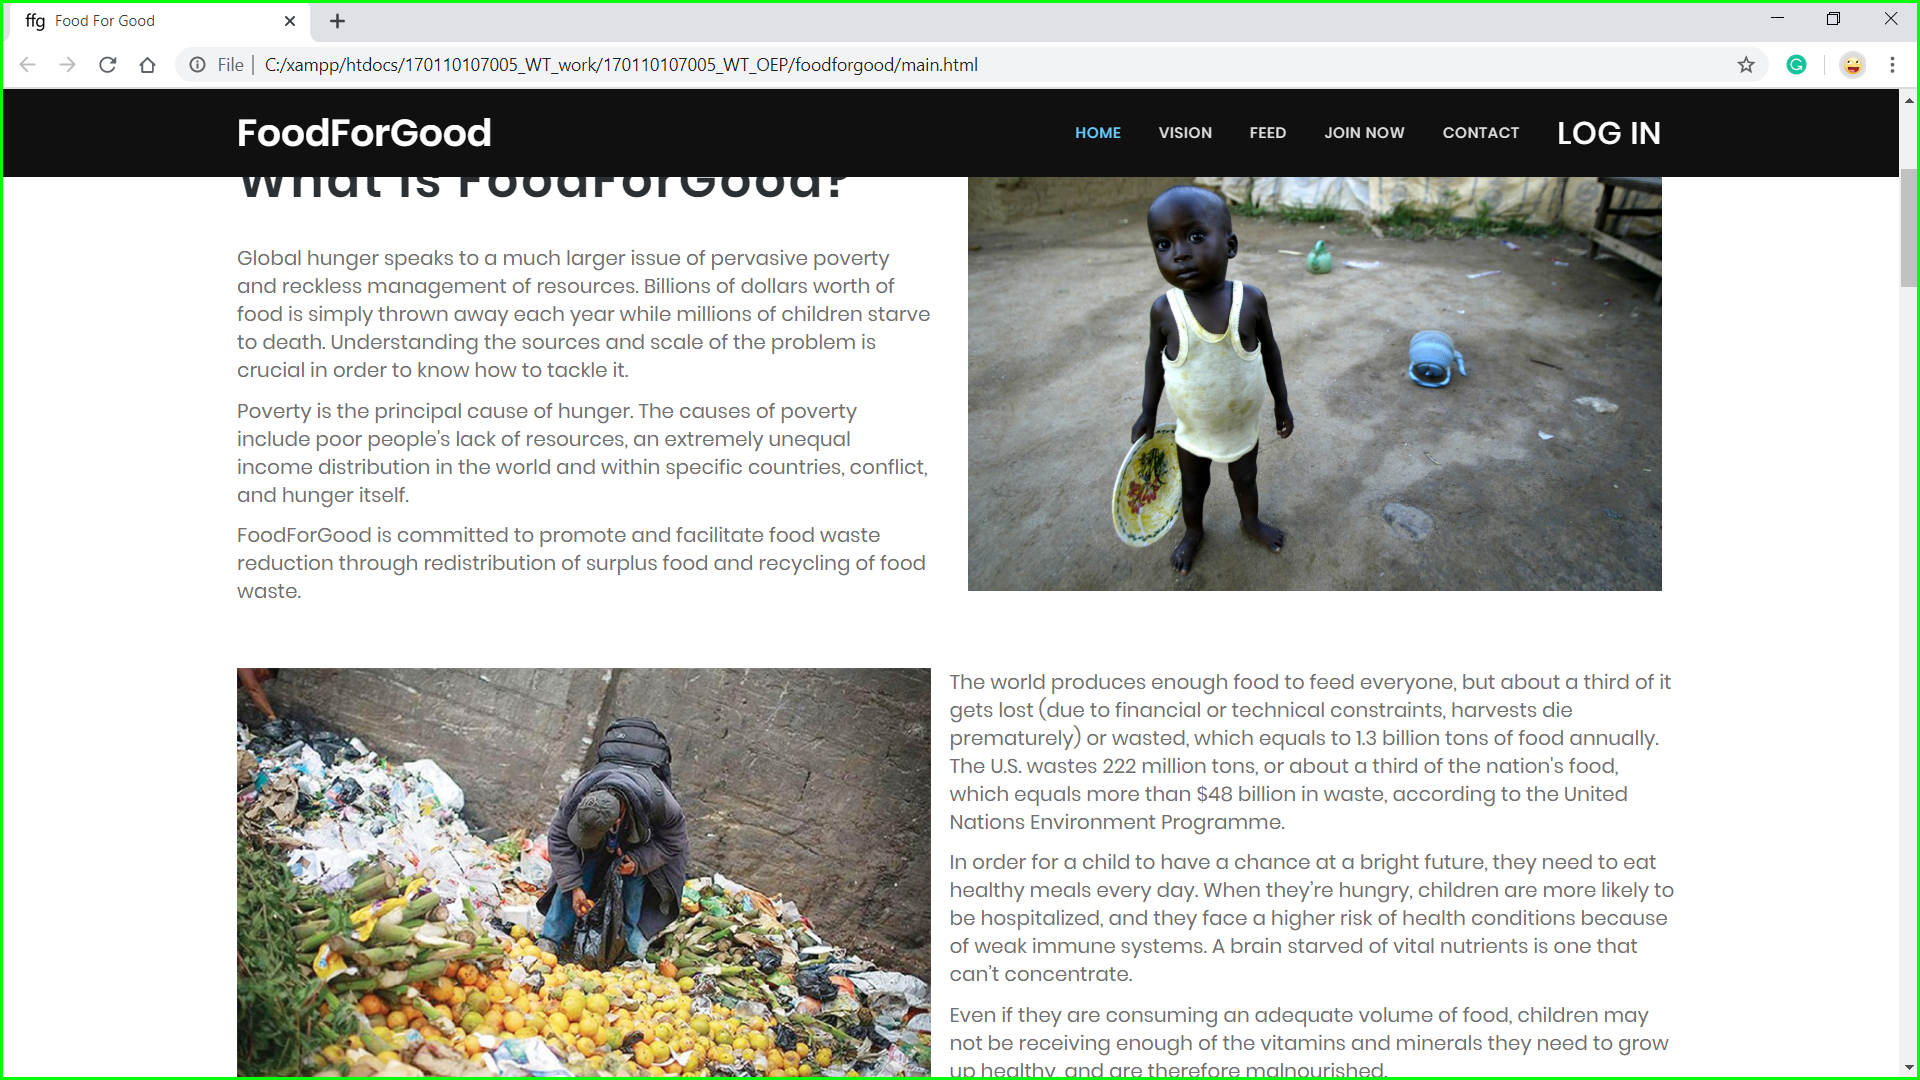 ffg Food For Good
File C:/xampp/htdocs/170110107005_WT_work/170110107005_WT_OEP/foodforgood/main.html
FoodForGood
HOME VISION FEED JOIN NOW CONTACT LOG IN
What is FoodForGood?
Global hunger speaks to a much larger issue of pervasive poverty
and reckless management of resources. Billions of dollars worth of
food is simply thrown away each year while millions of children starve
to death. Understanding the sources and scale of the problem is
crucial in order to know how to tackle it.
Poverty is the principal cause of hunger. The causes of poverty
include poor people's lack of resources, an extremely unequal
income distribution in the world and within specific countries, conflict,
and hunger itself.
FoodForGood is committed to promote and facilitate food waste
reduction through redistribution of surplus food and recycling of food
waste.
The world produces enough food to feed everyone, but about a third of it
gets lost (due to financial or technical constraints, harvests die
prematurely) or wasted, which equals to 1.3 billion tons of food annually.
The U.S. wastes 222 million tons, or about a third of the nation's food,
which equals more than $48 billion in waste, according to the United
Nations Environment Programme.
In order for a child to have a chance at a bright future, they need to eat
healthy meals every day. When they’re hungry, children are more likely to
be hospitalized, and they face a higher risk of health conditions because
of weak immune systems. A brain starved of vital nutrients is one that
can’t concentrate.
Even if they are consuming an adequate volume of food, children may
not be receiving enough of the vitamins and minerals they need to grow
up healthy, and are therefore malnourished.